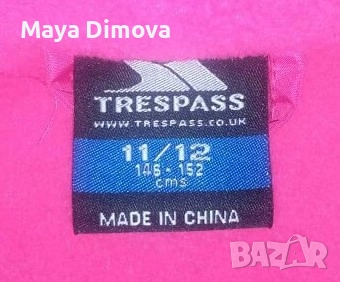 Maya Dimova
TRESPASS
WWW.TRESPASS.CO.UK
11/12
146-152
cms
MADE IN CHINA
BAZAR